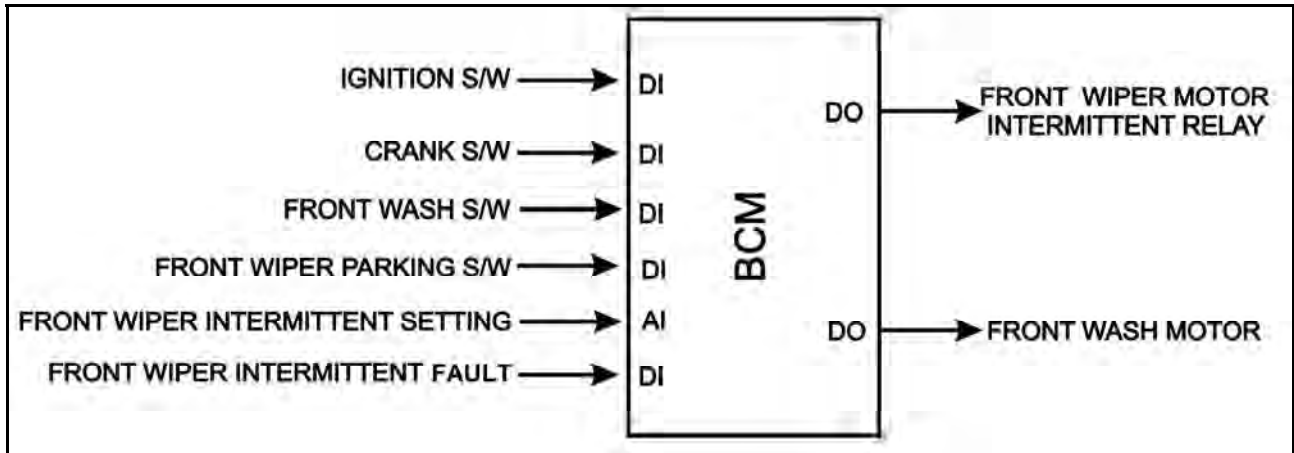 IGNITION S/W
DI
CRANK S/W
DI
FRONT WASH S/W
DI
FRONT WIPER PARKING S/W
DI
FRONT WIPER INTERMITTENT SETTING
AI
FRONT WIPER INTERMITTENT FAULT
DI
BCM
DO
FRONT WIPER MOTOR
INTERMITTENT RELAY
DO
FRONT WASH MOTOR